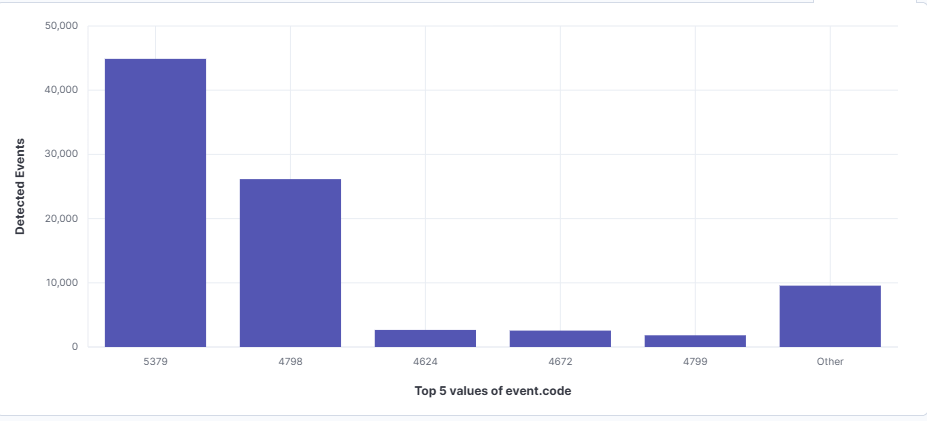 50,000
40,000
30,000
20,000
10,000
0
Detected Events
5379 4798 4624 4672 4799 Other
Top 5 values of event.code